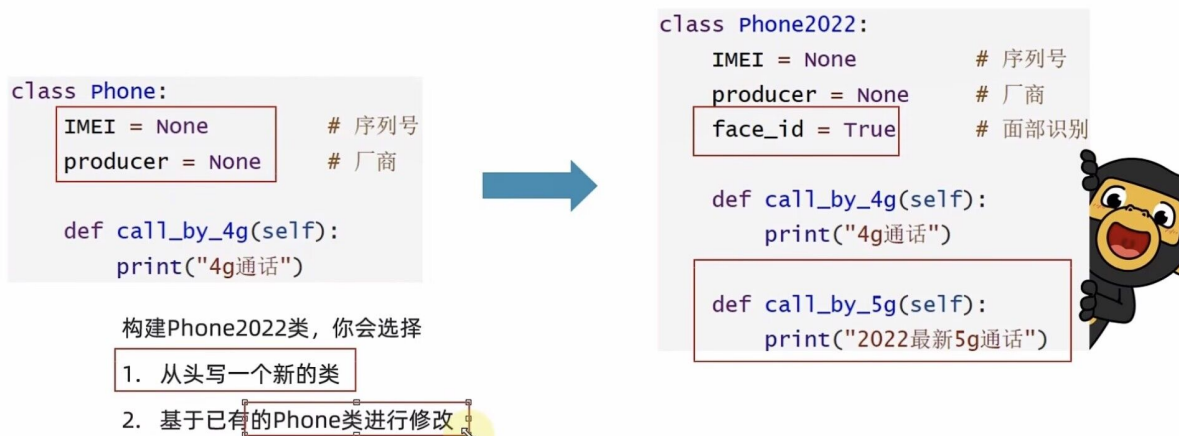 class Phone:
    IMEI = None          # 序列号
    producer = None      # 厂商
    def call_by_4g(self):
        print("4g通话")
构建Phone2022类，你会选择
1. 从头写一个新的类
2. 基于已有的Phone类进行修改
class Phone2022:
    IMEI = None          # 序列号
    producer = None      # 厂商
    face_id = True       # 面部识别
    def call_by_4g(self):
        print("4g通话")
    def call_by_5g(self):
        print("2022最新5g通话")